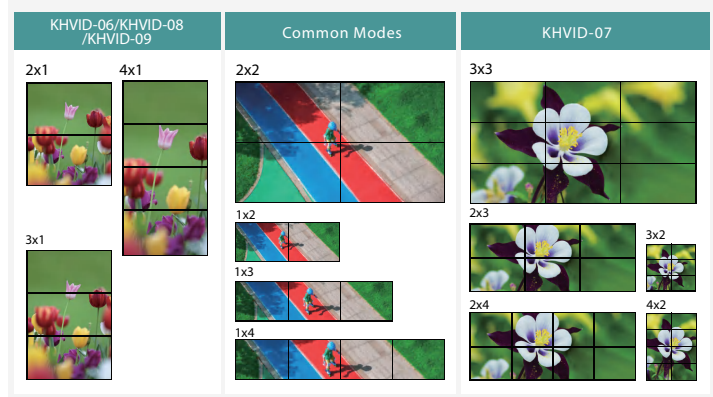 KHVID-06/KHVID-08
/KHVID-09
Common Modes
KHVID-07
2x1
4x1
3x1
2x2
1x2
1x3
1x4
3x3
2x3
3x2
2x4
4x2